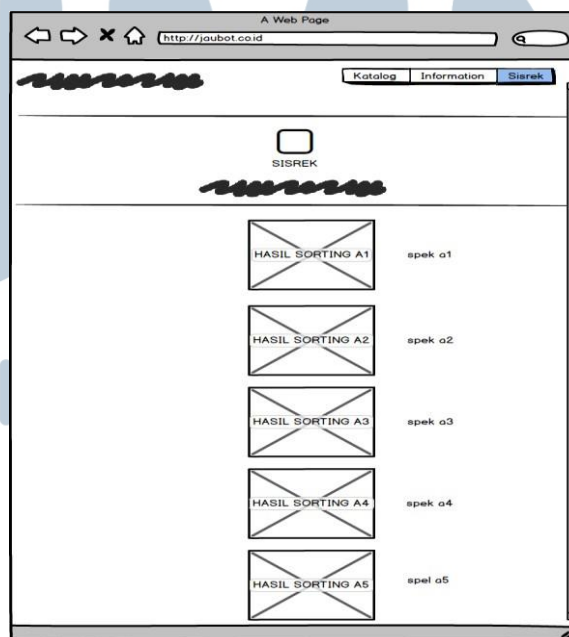 A Web Page
http://jaubot.co.id
Katalog Information Sisrek
SISREK
HASIL SORTING A1 spek a1
HASIL SORTING A2 spek a2
HASIL SORTING A3 spek a3
HASIL SORTING A4 spek a4
HASIL SORTING A5 spel a5